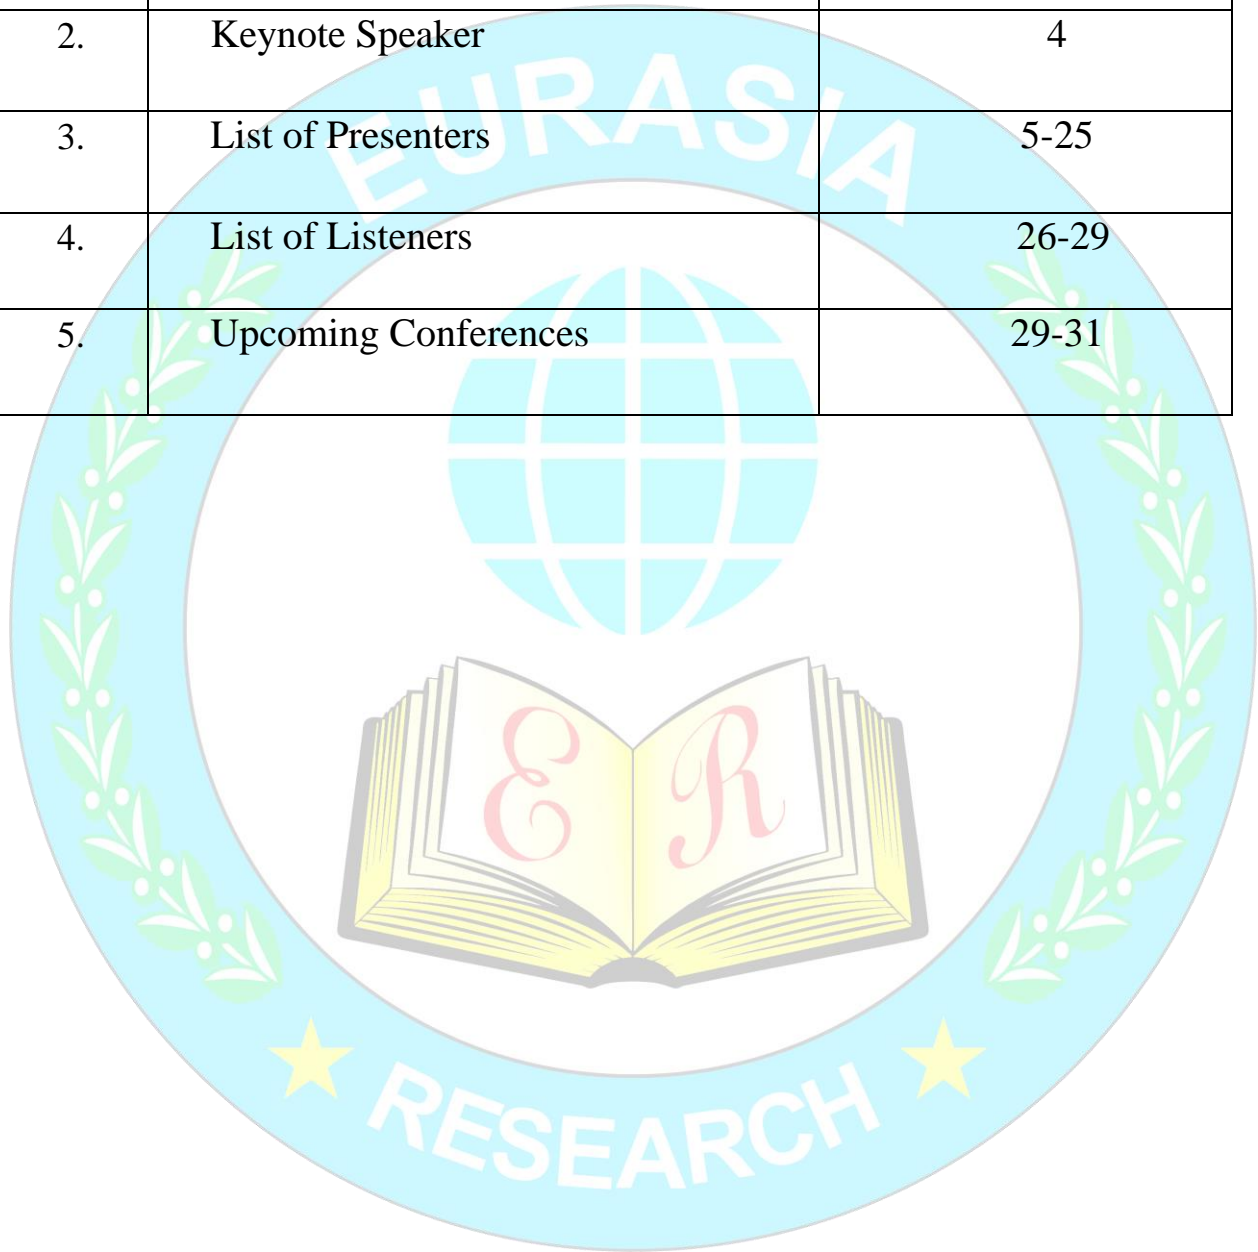 2. Keynote Speaker 4
3. List of Presenters 5-25
4. List of Listeners 26-29
5. Upcoming Conferences 29-31
EURASIA
ER
RESEARCH